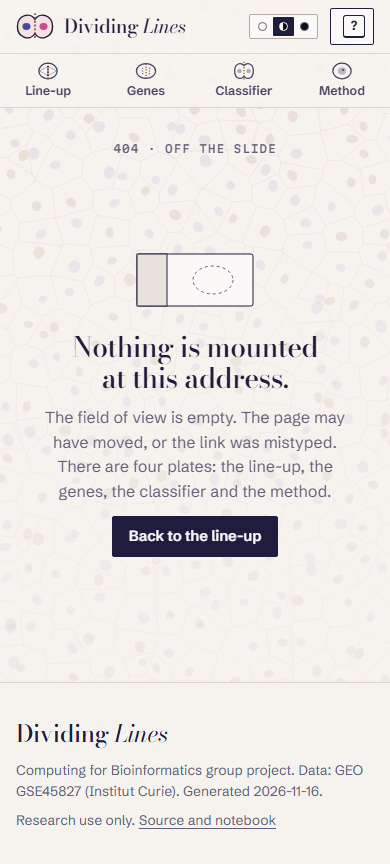 Dividing Lines
?
Line-up Genes Classifier Method
404 · OFF THE SLIDE
Nothing is mounted
at this address.
The field of view is empty. The page may
have moved, or the link was mistyped.
There are four plates: the line-up, the
genes, the classifier and the method.
Back to the line-up
Dividing Lines
Computing for Bioinformatics group project. Data: GEO
GSE45827 (Institut Curie). Generated 2026-11-16.
Research use only. Source and notebook